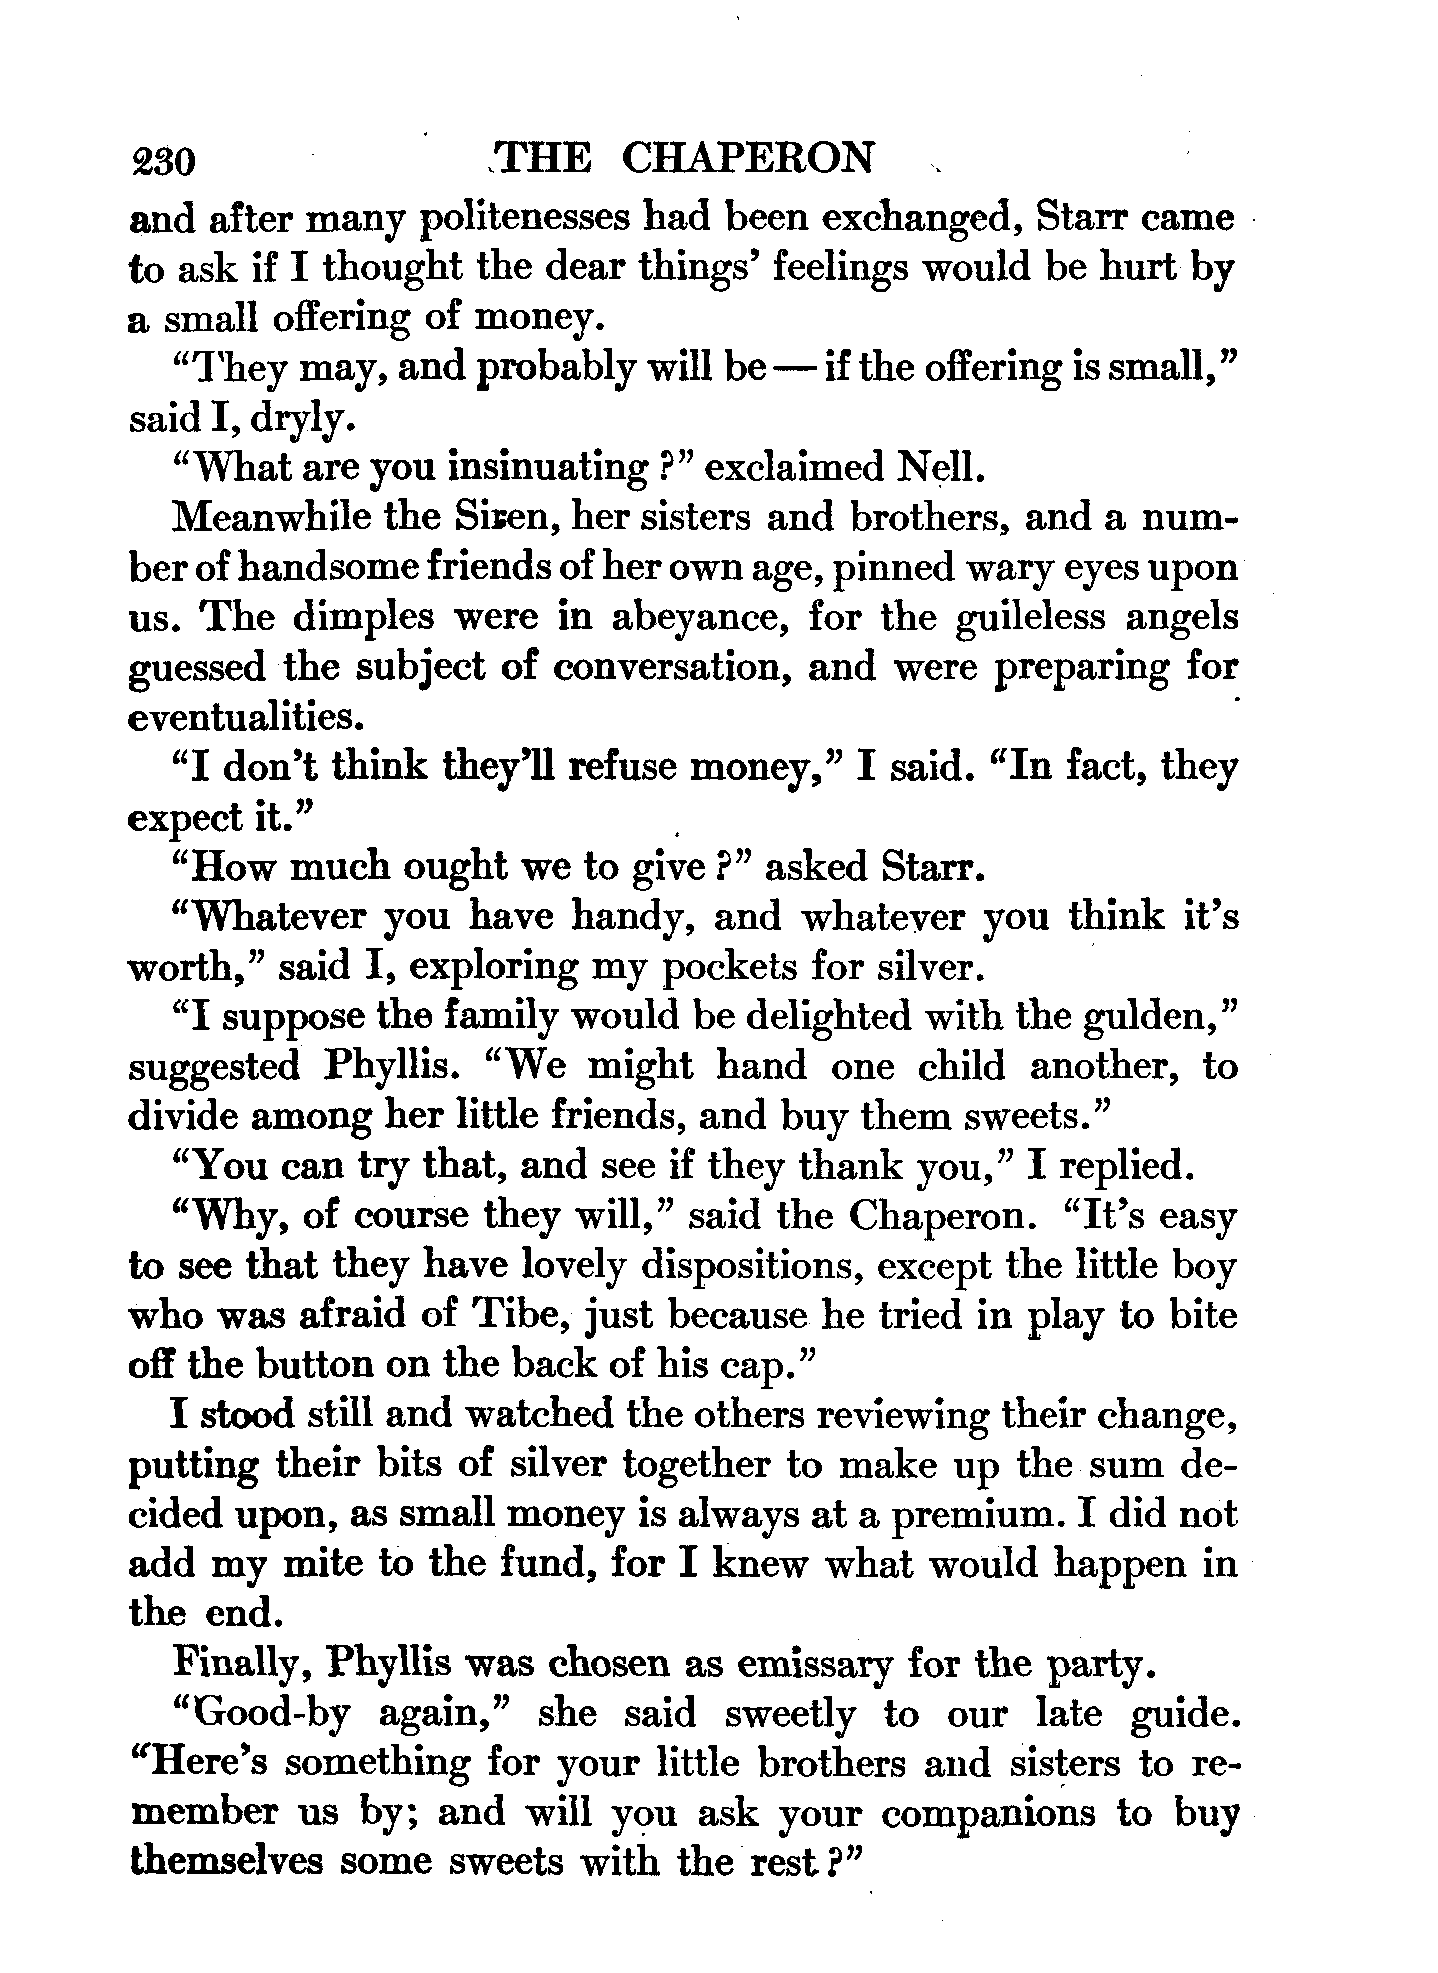 230 THE CHAPERON
and after many politenesses had been exchanged, Starr came
to ask if I thought the dear things' feelings would be hurt by
a small offering of money.
"They may, and probably will be — if the offering is small,"
said I, dryly.
"What are you insinuating ?" exclaimed Nell.
Meanwhile the Siren, her sisters and brothers, and a num-
ber of handsome friends of her own age, pinned wary eyes upon
us. The dimples were in abeyance, for the guileless angels
guessed the subject of conversation, and were preparing for
eventualities.
"I don't think they'll refuse money," I said. "In fact, they
expect it."
"How much ought we to give ?" asked Starr.
"Whatever you have handy, and whatever you think it's
worth," said I, exploring my pockets for silver.
"I suppose the family would be delighted with the gulden,"
suggested Phyllis. "We might hand one child another, to
divide among her little friends, and buy them sweets."
"You can try that, and see if they thank you," I replied.
"Why, of course they will," said the Chaperon. "It's easy
to see that they have lovely dispositions, except the little boy
who was afraid of Tibe, just because he tried in play to bite
off the button on the back of his cap."
I stood still and watched the others reviewing their change,
putting their bits of silver together to make up the sum de-
cided upon, as small money is always at a premium. I did not
add my mite to the fund, for I knew what would happen in
the end.
Finally, Phyllis was chosen as emissary for the party.
"Good-by again," she said sweetly to our late guide.
"Here's something for your little brothers and sisters to re-
member us by; and will you ask your companions to buy
themselves some sweets with the rest ?"